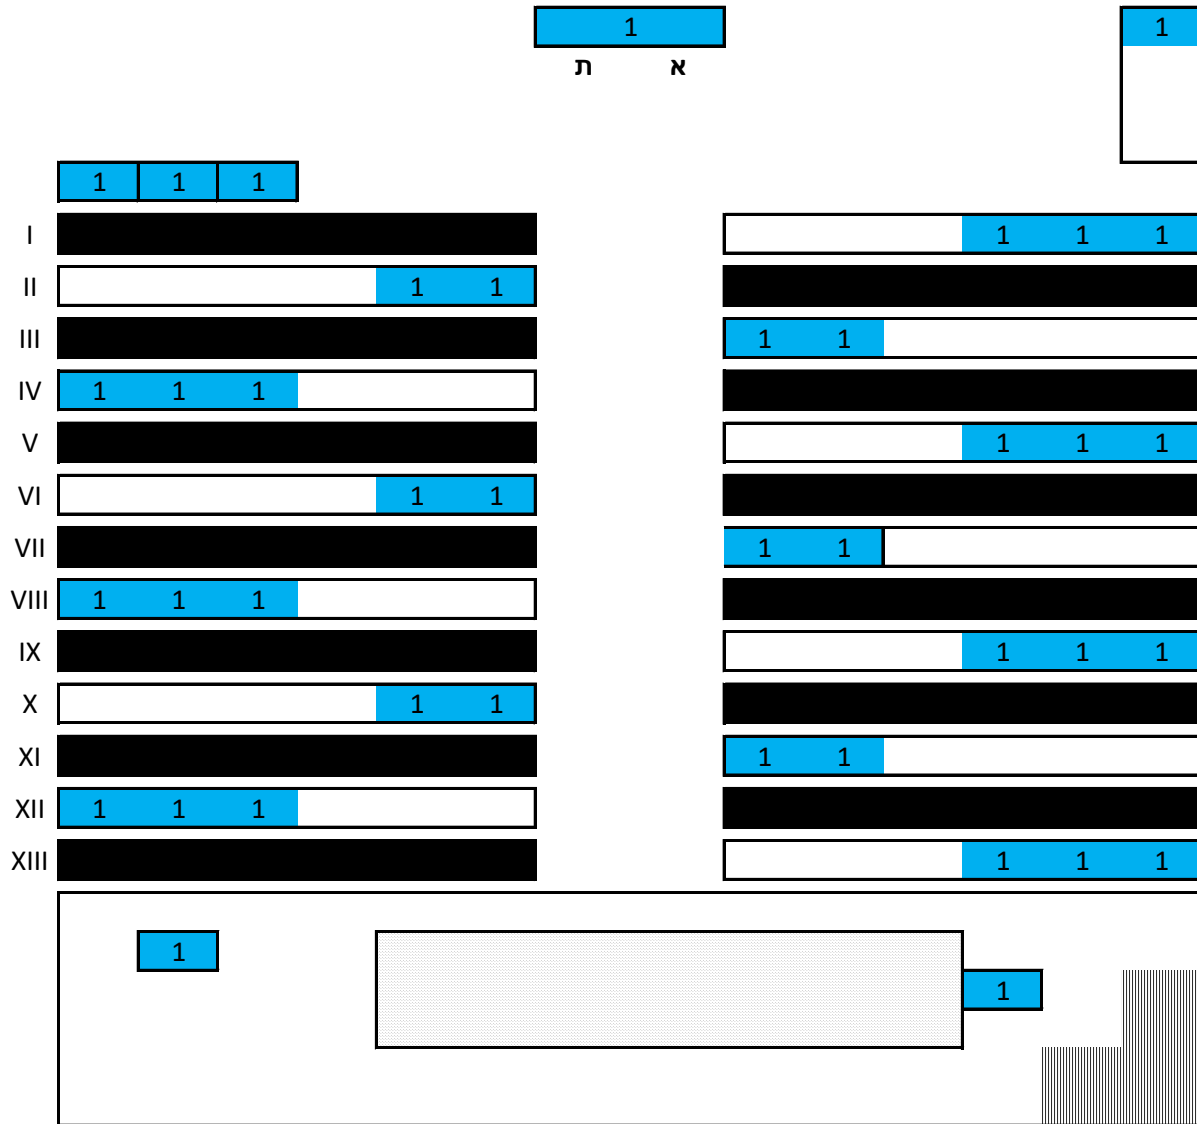 1 1
ת א
1 1 1
I 1 1 1
II 1 1
III 1 1
IV 1 1 1
V 1 1 1
VI 1 1
VII 1 1
VIII 1 1 1
IX 1 1 1
X 1 1
XI 1 1
XII 1 1 1
XIII 1 1 1
1
1